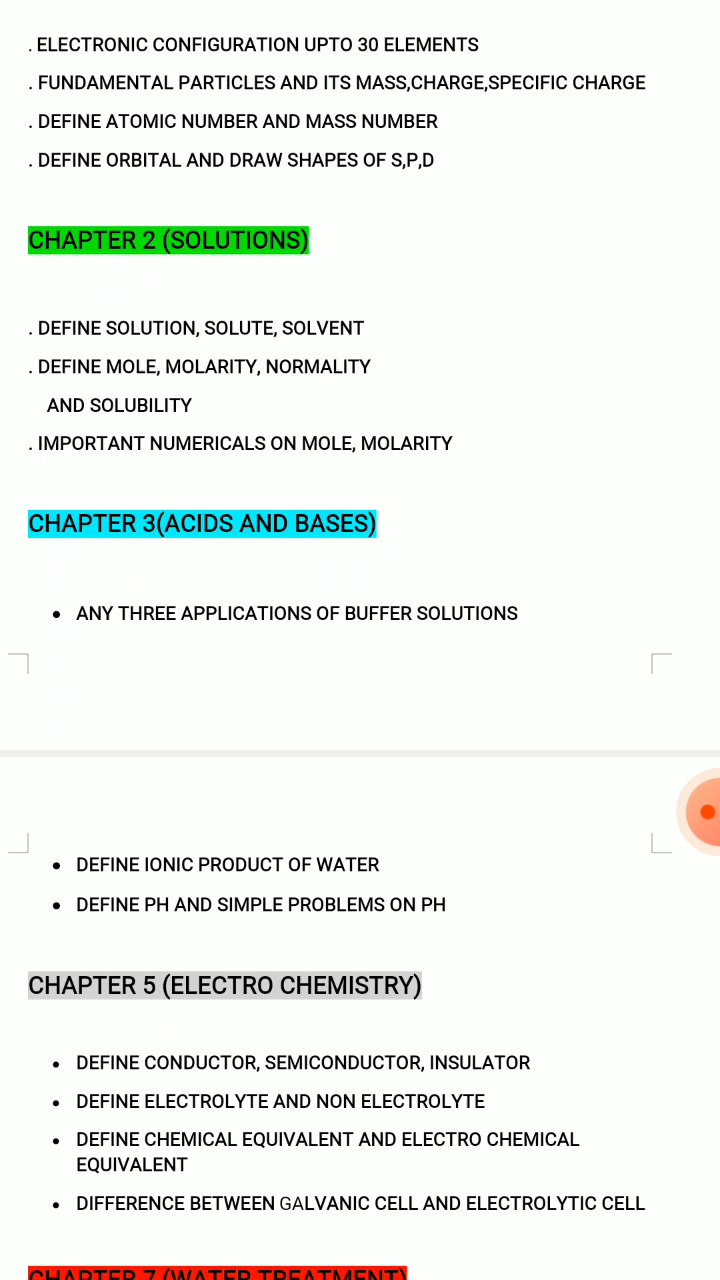 . ELECTRONIC CONFIGURATION UPTO 30 ELEMENTS
. FUNDAMENTAL PARTICLES AND ITS MASS,CHARGE,SPECIFIC CHARGE
. DEFINE ATOMIC NUMBER AND MASS NUMBER
. DEFINE ORBITAL AND DRAW SHAPES OF S,P,D
CHAPTER 2 (SOLUTIONS)
. DEFINE SOLUTION, SOLUTE, SOLVENT
. DEFINE MOLE, MOLARITY, NORMALITY
AND SOLUBILITY
. IMPORTANT NUMERICALS ON MOLE, MOLARITY
CHAPTER 3(ACIDS AND BASES)
• ANY THREE APPLICATIONS OF BUFFER SOLUTIONS
• DEFINE IONIC PRODUCT OF WATER
• DEFINE PH AND SIMPLE PROBLEMS ON PH
CHAPTER 5 (ELECTRO CHEMISTRY)
• DEFINE CONDUCTOR, SEMICONDUCTOR, INSULATOR
• DEFINE ELECTROLYTE AND NON ELECTROLYTE
• DEFINE CHEMICAL EQUIVALENT AND ELECTRO CHEMICAL
EQUIVALENT
• DIFFERENCE BETWEEN GALVANIC CELL AND ELECTROLYTIC CELL
CHAPTER 7 (WATER TREATMENT)